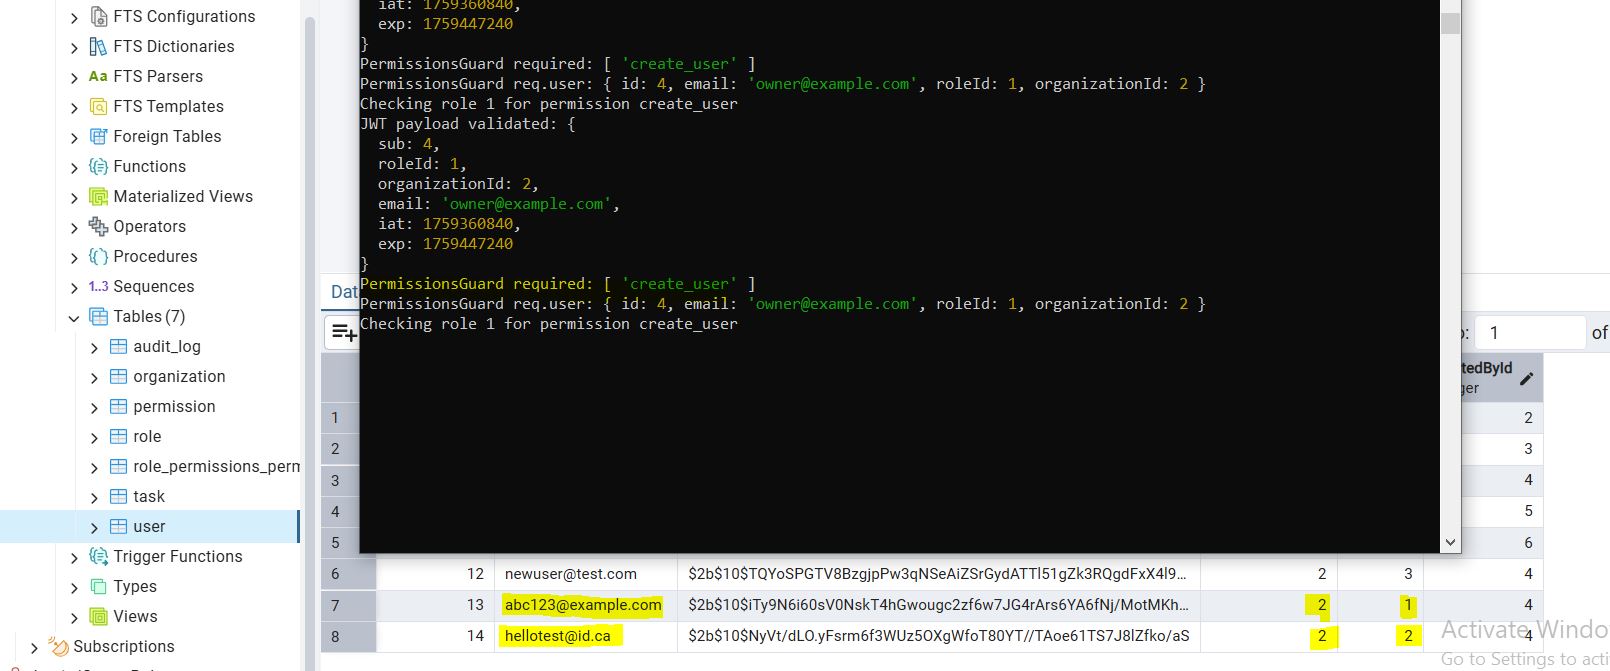 FTS Configurations
FTS Dictionaries
Aa FTS Parsers
FTS Templates
Foreign Tables
Functions
Materialized Views
Operators
Procedures
1..3 Sequences
Tables (7)
audit_log
organization
permission
role
role_permissions_perm
task
user
Trigger Functions
Types
Views
Subscriptions
iat: 1759360840,
exp: 1759447240
}
PermissionsGuard required: [ 'create_user' ]
PermissionsGuard req.user: { id: 4, email: 'owner@example.com', roleId: 1, organizationId: 2 }
Checking role 1 for permission create_user
JWT payload validated: {
sub: 4,
roleId: 1,
organizationId: 2,
email: 'owner@example.com',
iat: 1759360840,
exp: 1759447240
}
PermissionsGuard required: [ 'create_user' ]
PermissionsGuard req.user: { id: 4, email: 'owner@example.com', roleId: 1, organizationId: 2 }
Checking role 1 for permission create_user
Dat
1 of
tedById
ger
1 2
2 3
3 4
4 5
5 6
6 12 newuser@test.com $2b$10$TQYoSPGTV8BzgjpPw3qNSeAiZSrGydATTl51gZk3RQgdFxX4l9... 2 3 4
7 13 abc123@example.com $2b$10$iTy9N6i60sV0NskT4hGwougc2zf6w7JG4rArs6YA6fNj/MotMKh... 2 1 4
8 14 hellotest@id.ca $2b$10$NyVt/dLO.yFsrm6f3WUz5OXgWfoT80YT//TAoe61TS7J8lZfko/aS 2 2 4
Activate Windo
Go to Settings to acti